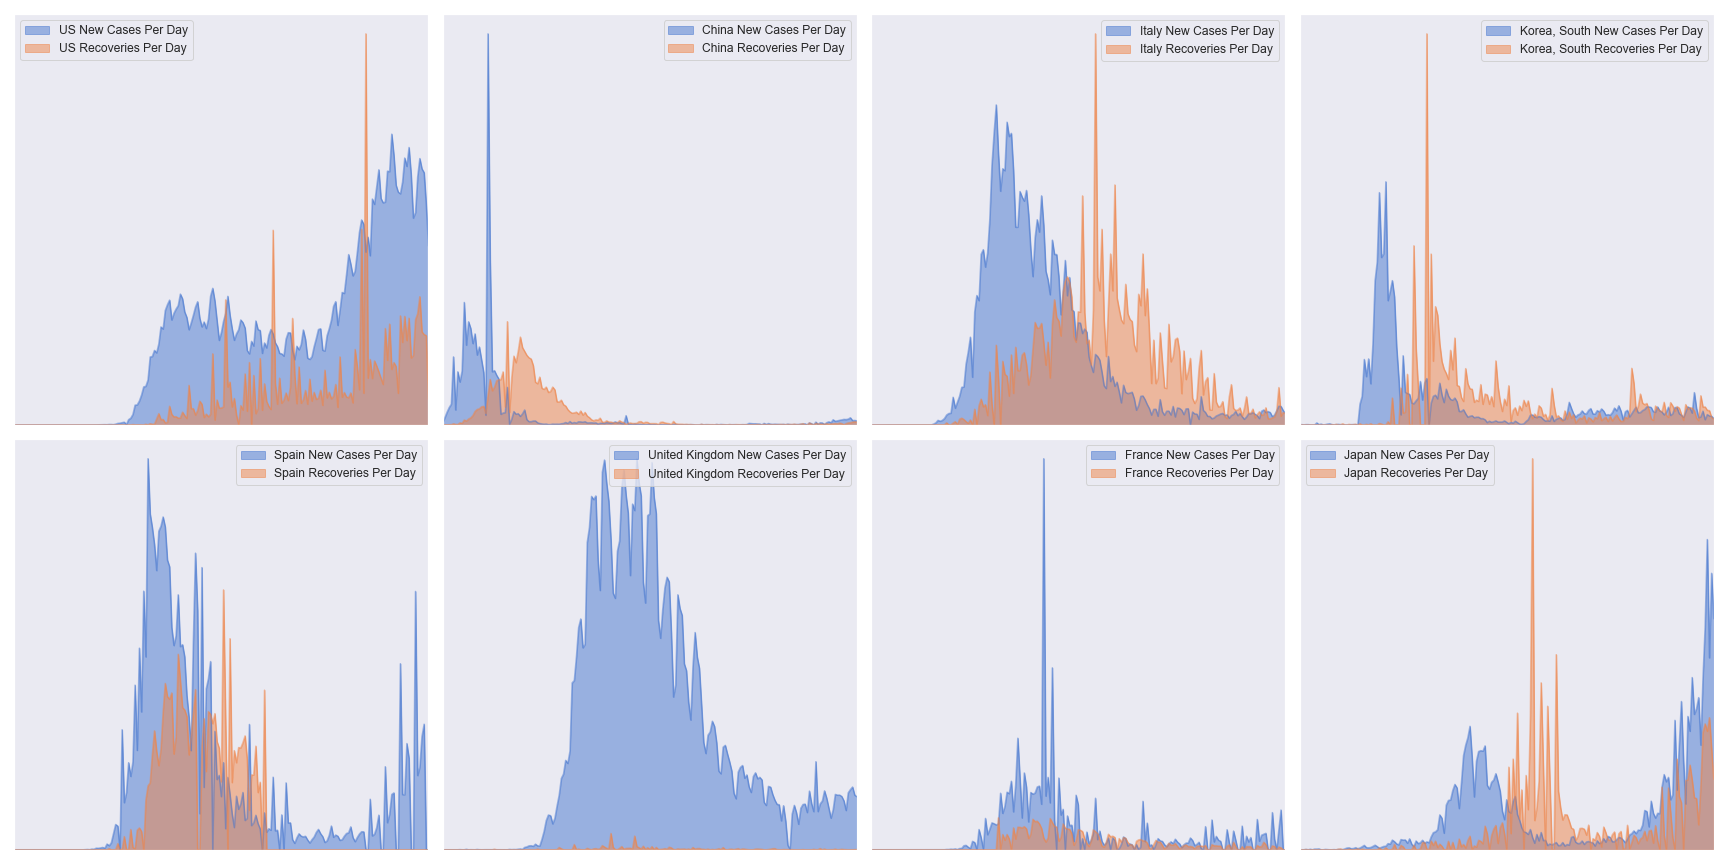 US New Cases Per Day
US Recoveries Per Day
China New Cases Per Day
China Recoveries Per Day
Italy New Cases Per Day
Italy Recoveries Per Day
Korea, South New Cases Per Day
Korea, South Recoveries Per Day
Spain New Cases Per Day
Spain Recoveries Per Day
United Kingdom New Cases Per Day
United Kingdom Recoveries Per Day
France New Cases Per Day
France Recoveries Per Day
Japan New Cases Per Day
Japan Recoveries Per Day